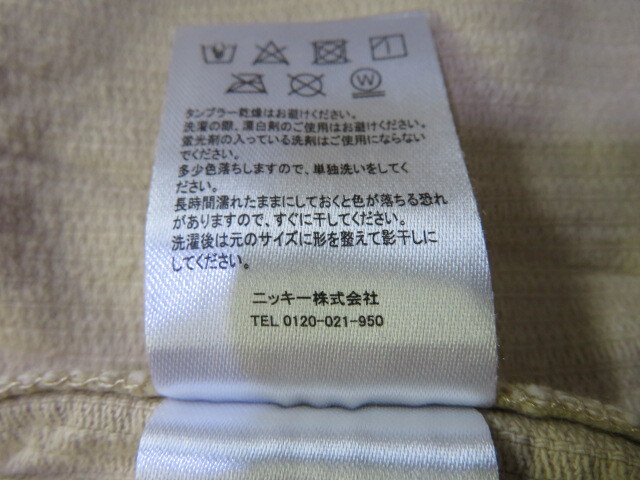 W
タンブラー乾燥はお避けください。
洗濯の際、漂白剤のご使用はお避けください。
蛍光剤の入っている洗剤はご使用にならない
でください。
多少色落ちしますので、単独洗いをしてく
ださい。
長時間濡れたままにしておくと色が落ちる恐れ
がありますので、すぐに干してください。
洗濯後は元のサイズに形を整えて影干しに
してください。
ニッキー株式会社
TEL 0120-021-950